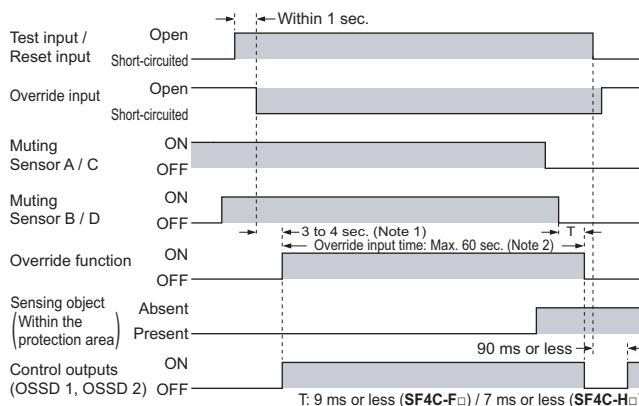 Within 1 sec.
Test input /
Reset input
Open
Short-circuited
Override input
Open
Short-circuited
Muting
Sensor A / C
ON
OFF
Muting
Sensor B / D
ON
OFF
3 to 4 sec. (Note 1)
T
Override input time: Max. 60 sec. (Note 2)
Override function
ON
OFF
Sensing object
(Within the
protection area)
Absent
Present
90 ms or less
Control outputs
(OSSD 1, OSSD 2)
ON
OFF
T: 9 ms or less (SF4C-F□) / 7 ms or less (SF4C-H□